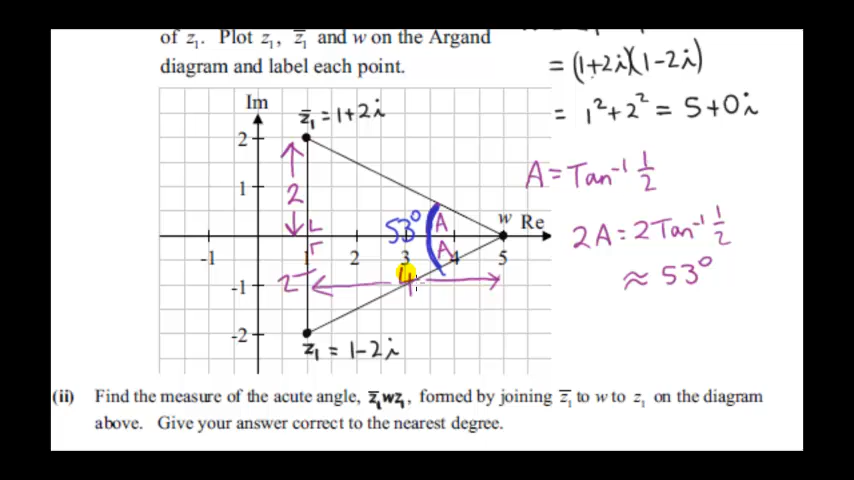 of z₁. Plot z₁, z̄₁ and w on the Argand
diagram and label each point.
= (1+2i)(1−2i)
= 1² + 2² = 5+0i
A = Tan⁻¹ 1/2
2A = 2Tan⁻¹ 1/2
≈ 53°
Im
z̄₁ = 1+2i
2
1
-1
-2
2
2
53°
A
A
w Re
-1
1
2
3
4
5
4
z₁ = 1−2i
(ii) Find the measure of the acute angle, z̄₁wz₁, formed by joining z̄₁ to w to z₁ on the diagram
above. Give your answer correct to the nearest degree.